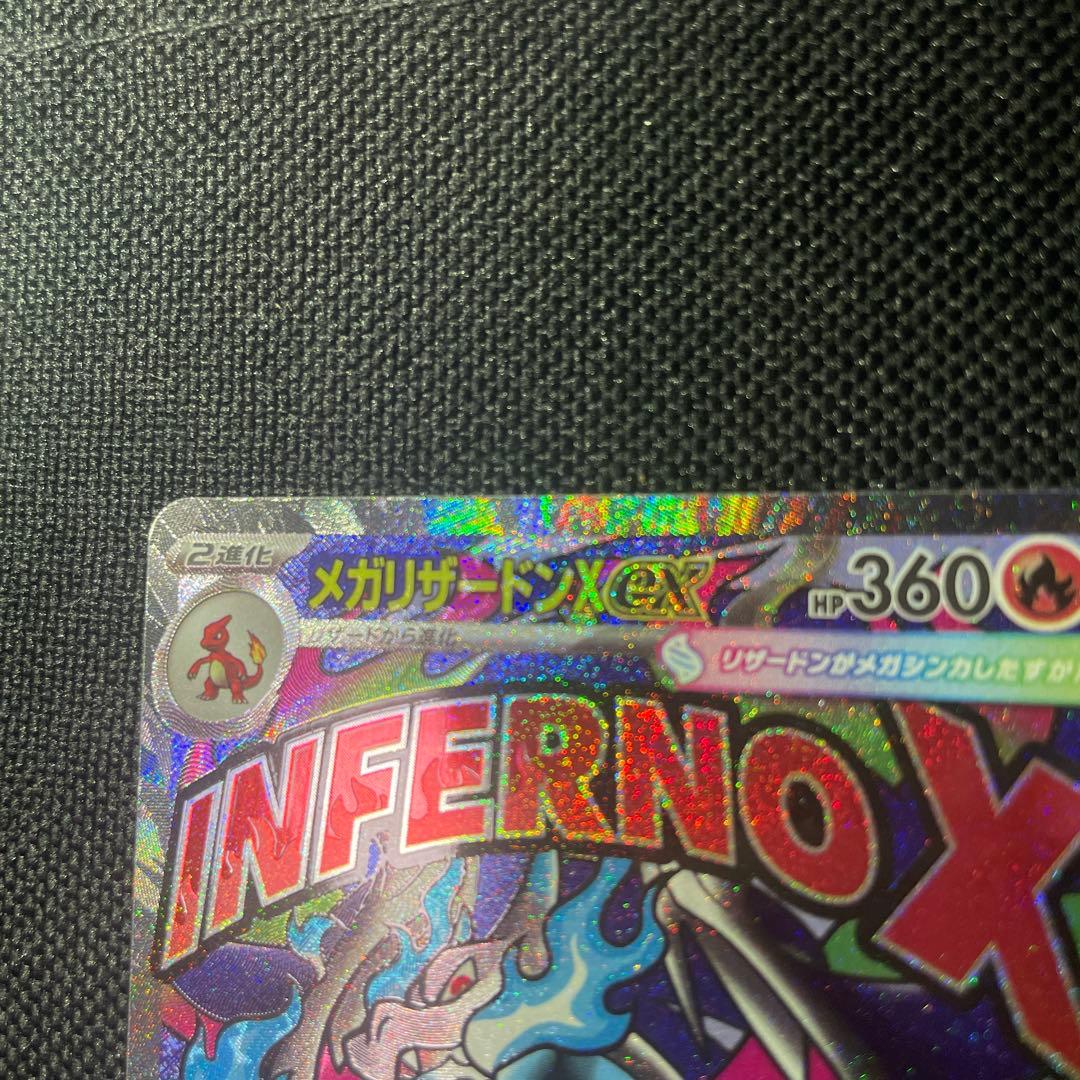 2進化
メガリザードンXex
HP360
リザードから進化
リザードンがメガシンカしたすが
INFERNO X